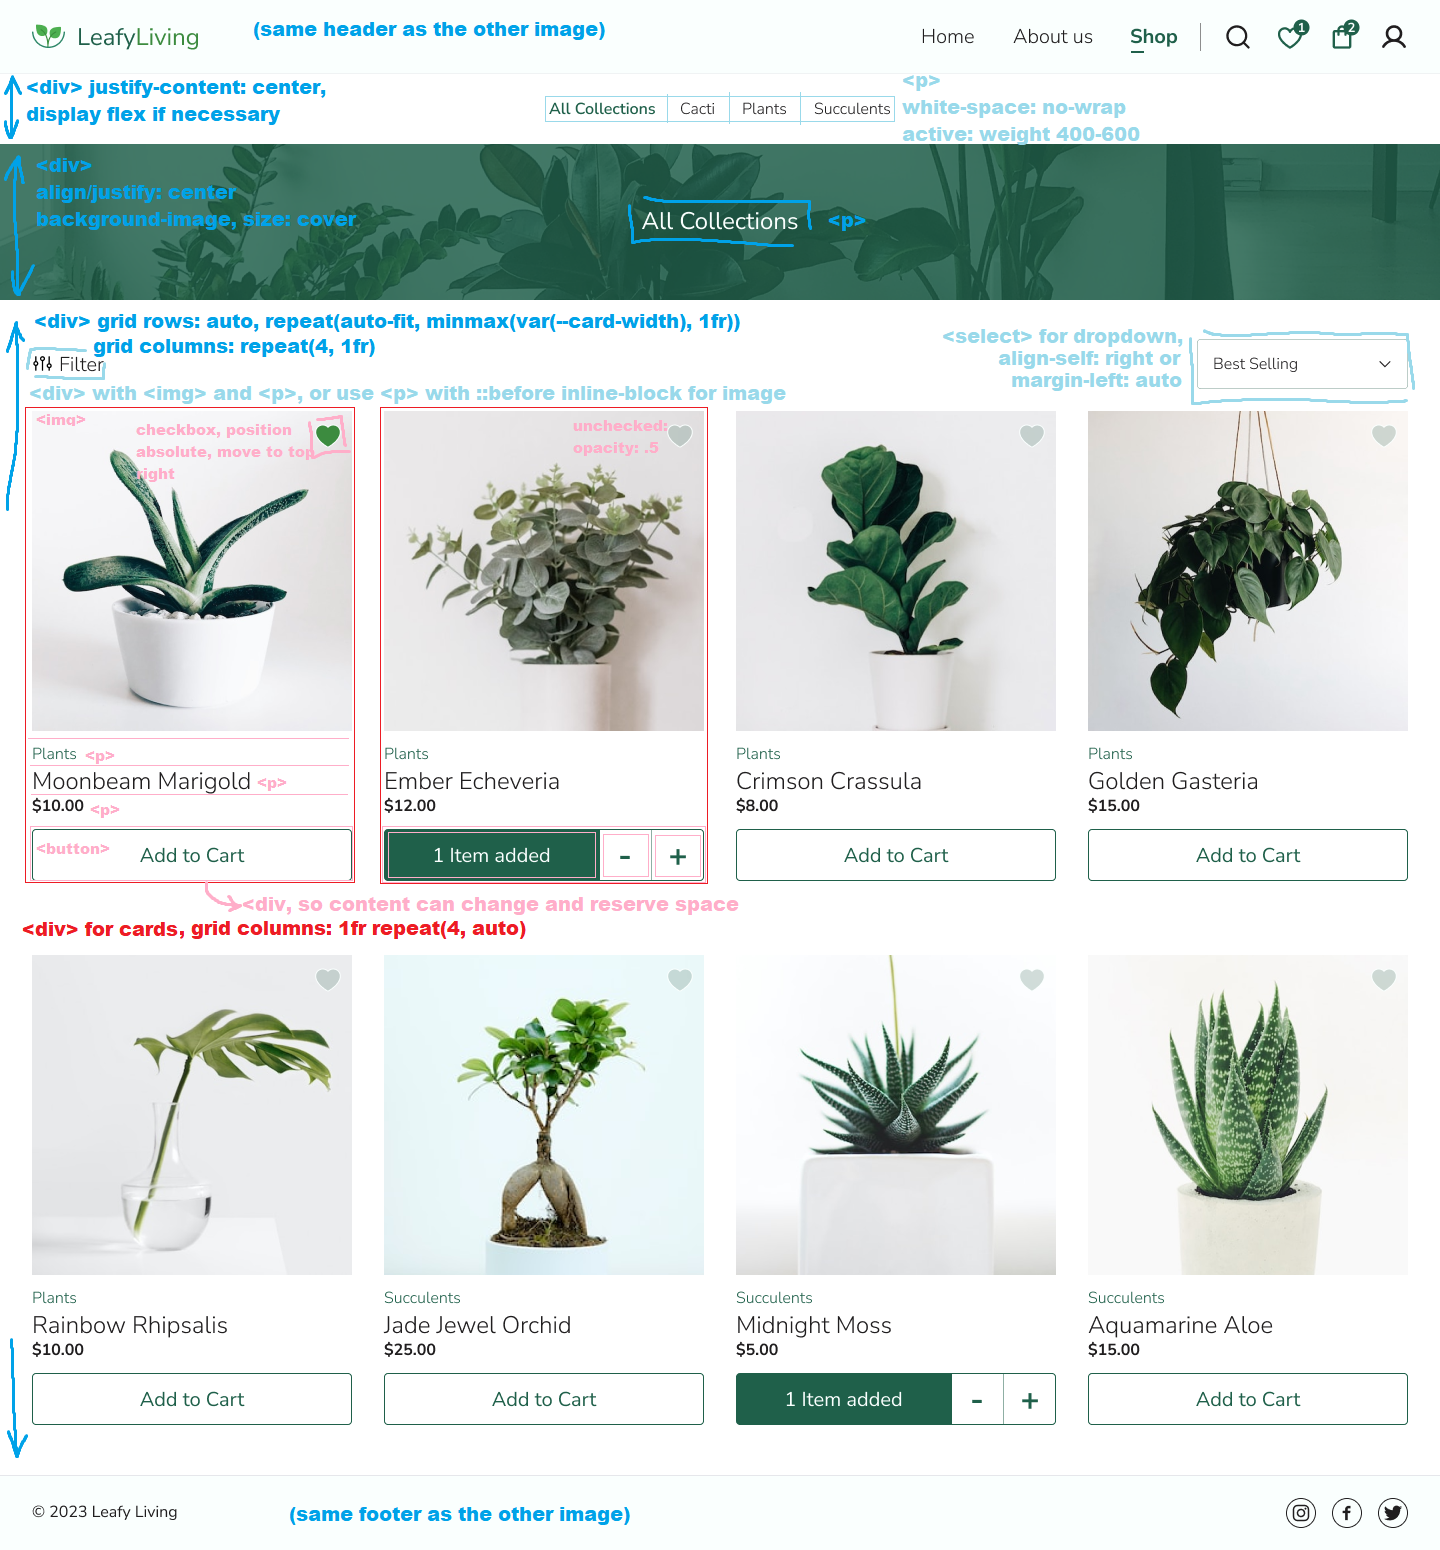 LeafyLiving
(same header as the other image)
Home About us Shop 1 2
<div> justify-content: center,
display flex if necessary
All Collections Cacti Plants Succulents
<p>
white-space: no-wrap
active: weight 400-600
<div>
align/justify: center
background-image, size: cover
All Collections <p>
<div> grid rows: auto, repeat(auto-fit, minmax(var(--card-width), 1fr))
grid columns: repeat(4, 1fr)
Filter
<select> for dropdown,
align-self: right or
margin-left: auto
Best Selling
<div> with <img> and <p>, or use <p> with ::before inline-block for image
<img>
checkbox, position
absolute, move to top
right
unchecked:
opacity: .5
Plants <p>
Moonbeam Marigold <p>
$10.00 <p>
<button> Add to Cart
Plants
Ember Echeveria
$12.00
1 Item added - +
Plants
Crimson Crassula
$8.00
Add to Cart
Plants
Golden Gasteria
$15.00
Add to Cart
<div, so content can change and reserve space
<div> for cards, grid columns: 1fr repeat(4, auto)
Plants
Rainbow Rhipsalis
$10.00
Add to Cart
Succulents
Jade Jewel Orchid
$25.00
Add to Cart
Succulents
Midnight Moss
$5.00
1 Item added - +
Succulents
Aquamarine Aloe
$15.00
Add to Cart
© 2023 Leafy Living
(same footer as the other image)